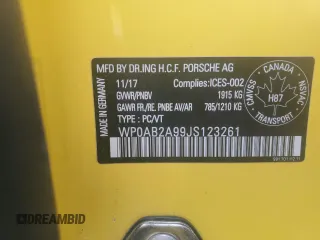 MFD. BY DR.ING H.C.F. PORSCHE AG
MADE IN GERMANY
11/17 Complies:ICES-002
GVWR/PNBV 1915 KG
GAWR FR./RE. PNBE AV/AR 785/1210 KG
TYPE : PC/VT
WP0AB2A99JS123261
CANADA
CMVSS
NSVAC
H87
TRANSPORT
DREAMBID